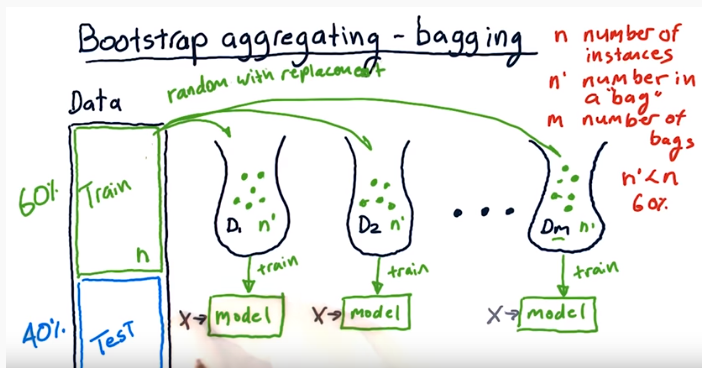 Bootstrap aggregating - bagging
random with replacement
n number of
instances
n' number in
a "bag"
m number of
bags
n' < n
60%
Data
60%
Train
n
40%
Test
D1 n'
D2 n'
...
Dm n'
train
train
train
X→ model
X→ model
X→ model